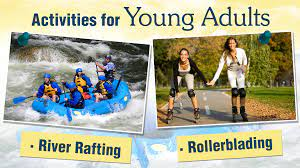 Activities for Young Adults
• River Rafting
• Rollerblading